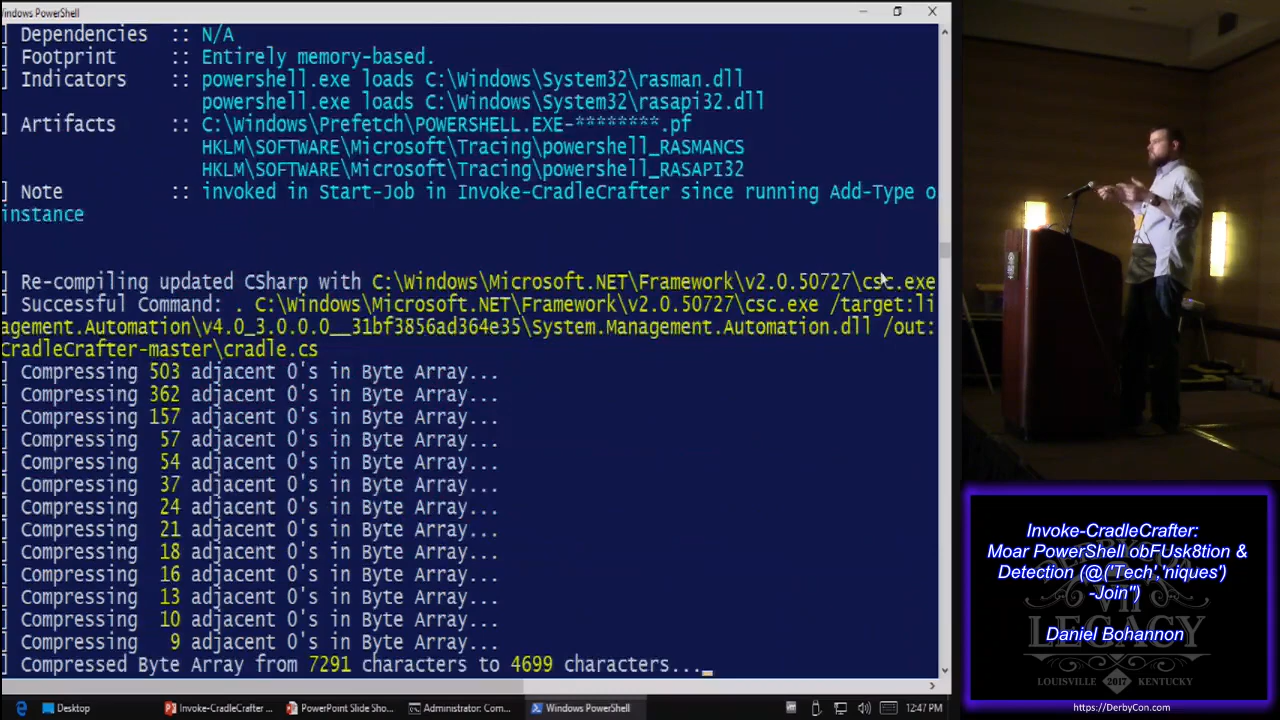 Windows PowerShell
] Dependencies :: N/A
] Footprint :: Entirely memory-based.
] Indicators :: powershell.exe loads C:\Windows\System32\rasman.dll
powershell.exe loads C:\Windows\System32\rasapi32.dll
] Artifacts :: C:\Windows\Prefetch\POWERSHELL.EXE-********.pf
HKLM\SOFTWARE\Microsoft\Tracing\powershell_RASMANCS
HKLM\SOFTWARE\Microsoft\Tracing\powershell_RASAPI32
] Note :: invoked in Start-Job in Invoke-CradleCrafter since running Add-Type o
instance
] Re-compiling updated CSharp with C:\Windows\Microsoft.NET\Framework\v2.0.50727\csc.exe
] Successful Command: . C:\Windows\Microsoft.NET\Framework\v2.0.50727\csc.exe /target:li
agement.Automation\v4.0_3.0.0.0__31bf3856ad364e35\System.Management.Automation.dll /out:
CradleCrafter-master\cradle.cs
] Compressing 503 adjacent 0's in Byte Array...
] Compressing 362 adjacent 0's in Byte Array...
] Compressing 157 adjacent 0's in Byte Array...
] Compressing 57 adjacent 0's in Byte Array...
] Compressing 54 adjacent 0's in Byte Array...
] Compressing 37 adjacent 0's in Byte Array...
] Compressing 24 adjacent 0's in Byte Array...
] Compressing 21 adjacent 0's in Byte Array...
] Compressing 18 adjacent 0's in Byte Array...
] Compressing 16 adjacent 0's in Byte Array...
] Compressing 13 adjacent 0's in Byte Array...
] Compressing 10 adjacent 0's in Byte Array...
] Compressing 9 adjacent 0's in Byte Array...
] Compressed Byte Array from 7291 characters to 4699 characters..._
Desktop
Invoke-CradleCrafter ...
PowerPoint Slide Sho...
Administrator: Com...
Windows PowerShell
12:47 PM
Invoke-CradleCrafter:
Moar PowerShell obFUsk8tion &
Detection (@('Tech','niques')
-Join'')
Daniel Bohannon
LEGACY
LOUISVILLE 2017 KENTUCKY
https://DerbyCon.com